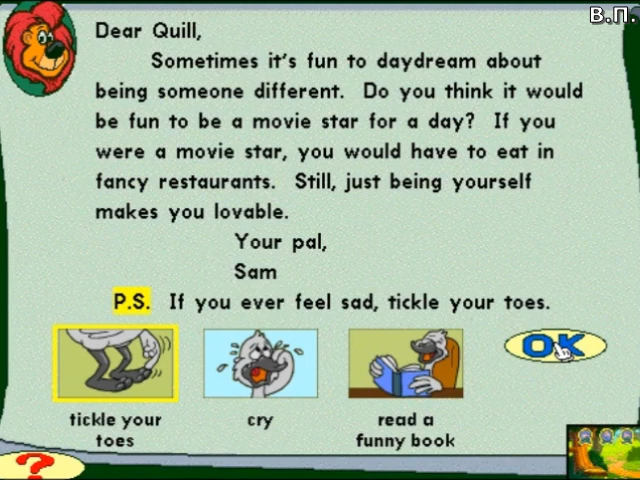 В.П.
Dear Quill,
Sometimes it's fun to daydream about
being someone different. Do you think it would
be fun to be a movie star for a day? If you
were a movie star, you would have to eat in
fancy restaurants. Still, just being yourself
makes you lovable.
Your pal,
Sam
P.S. If you ever feel sad, tickle your toes.
OK
tickle your
toes
cry
read a
funny book
?